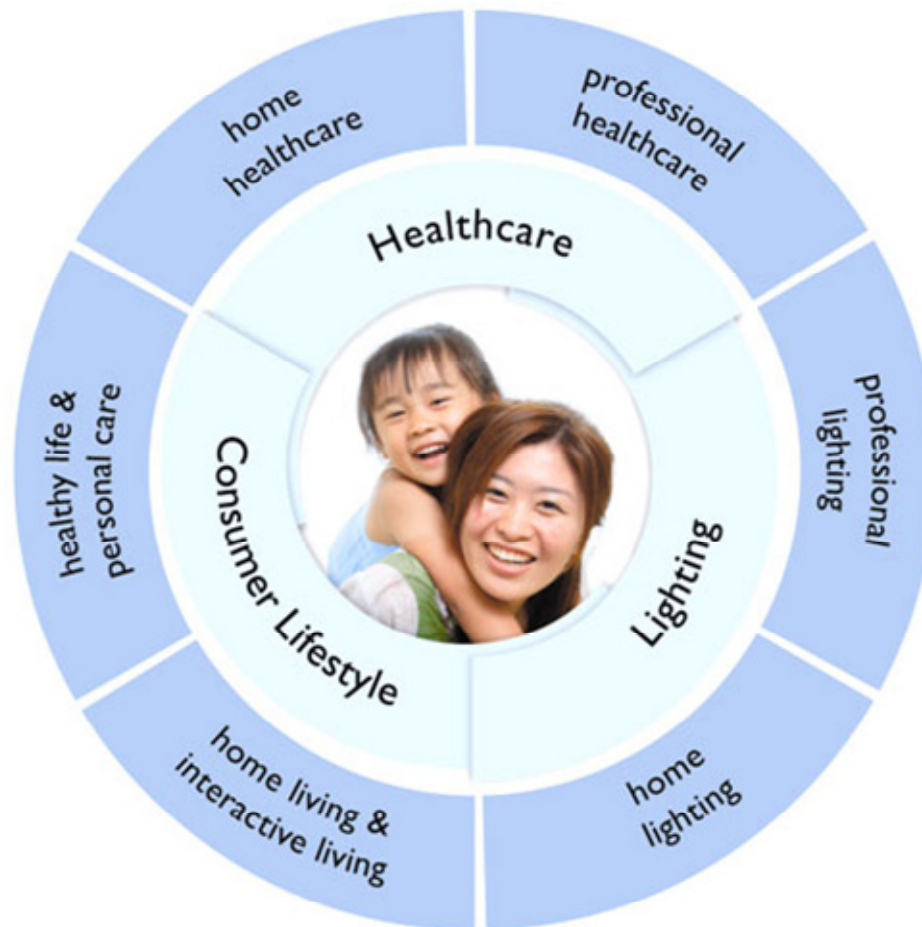 home
healthcare
professional
healthcare
Healthcare
healthy life &
personal care
professional
lighting
Consumer Lifestyle
Lighting
home living &
interactive living
home
lighting